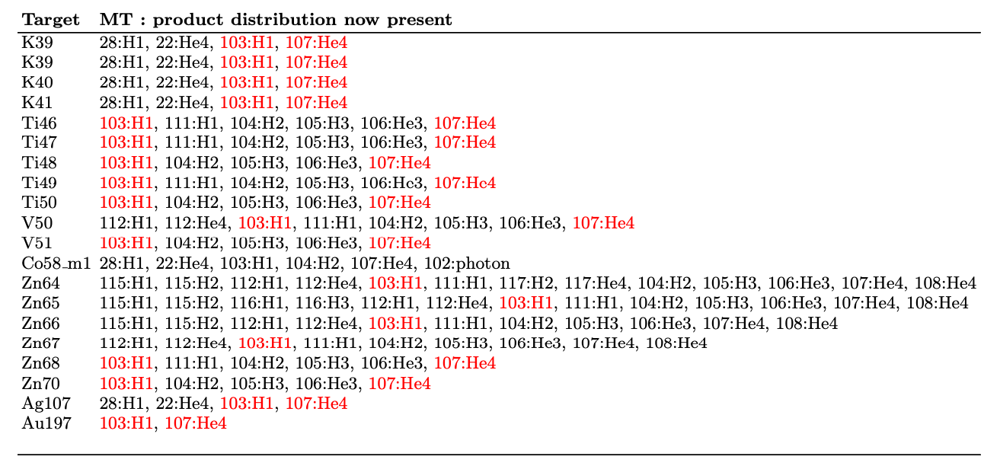 Target MT : product distribution now present
K39 28:H1, 22:He4, 103:H1, 107:He4
K39 28:H1, 22:He4, 103:H1, 107:He4
K40 28:H1, 22:He4, 103:H1, 107:He4
K41 28:H1, 22:He4, 103:H1, 107:He4
Ti46 103:H1, 111:H1, 104:H2, 105:H3, 106:He3, 107:He4
Ti47 103:H1, 111:H1, 104:H2, 105:H3, 106:He3, 107:He4
Ti48 103:H1, 104:H2, 105:H3, 106:He3, 107:He4
Ti49 103:H1, 111:H1, 104:H2, 105:H3, 106:He3, 107:He4
Ti50 103:H1, 104:H2, 105:H3, 106:He3, 107:He4
V50 112:H1, 112:He4, 103:H1, 111:H1, 104:H2, 105:H3, 106:He3, 107:He4
V51 103:H1, 104:H2, 105:H3, 106:He3, 107:He4
Co58_m1 28:H1, 22:He4, 103:H1, 104:H2, 107:He4, 102:photon
Zn64 115:H1, 115:H2, 112:H1, 112:He4, 103:H1, 111:H1, 117:H2, 117:He4, 104:H2, 105:H3, 106:He3, 107:He4, 108:He4
Zn65 115:H1, 115:H2, 116:H1, 116:H3, 112:H1, 112:He4, 103:H1, 111:H1, 104:H2, 105:H3, 106:He3, 107:He4, 108:He4
Zn66 115:H1, 115:H2, 112:H1, 112:He4, 103:H1, 111:H1, 104:H2, 105:H3, 106:He3, 107:He4, 108:He4
Zn67 112:H1, 112:He4, 103:H1, 111:H1, 104:H2, 105:H3, 106:He3, 107:He4, 108:He4
Zn68 103:H1, 111:H1, 104:H2, 105:H3, 106:He3, 107:He4
Zn70 103:H1, 104:H2, 105:H3, 106:He3, 107:He4
Ag107 28:H1, 22:He4, 103:H1, 107:He4
Au197 103:H1, 107:He4